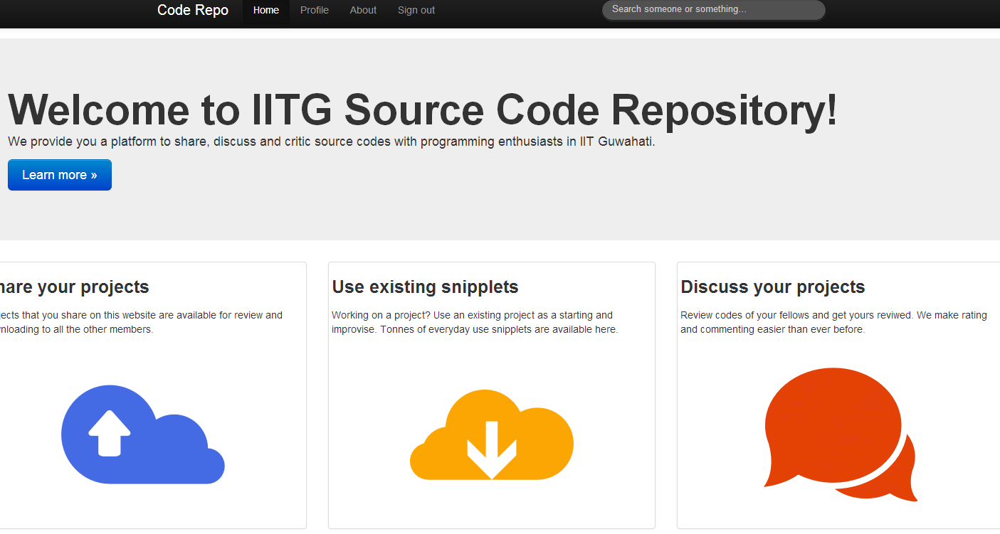 Code Repo Home Profile About Sign out Search someone or something...
Welcome to IITG Source Code Repository!
We provide you a platform to share, discuss and critic source codes with programming enthusiasts in IIT Guwahati.
Learn more »
hare your projects
jects that you share on this website are available for review and
nloading to all the other members.
Use existing snipplets
Working on a project? Use an existing project as a starting and
improvise. Tonnes of everyday use snipplets are available here.
Discuss your projects
Review codes of your fellows and get yours reviwed. We make rating
and commenting easier than ever before.